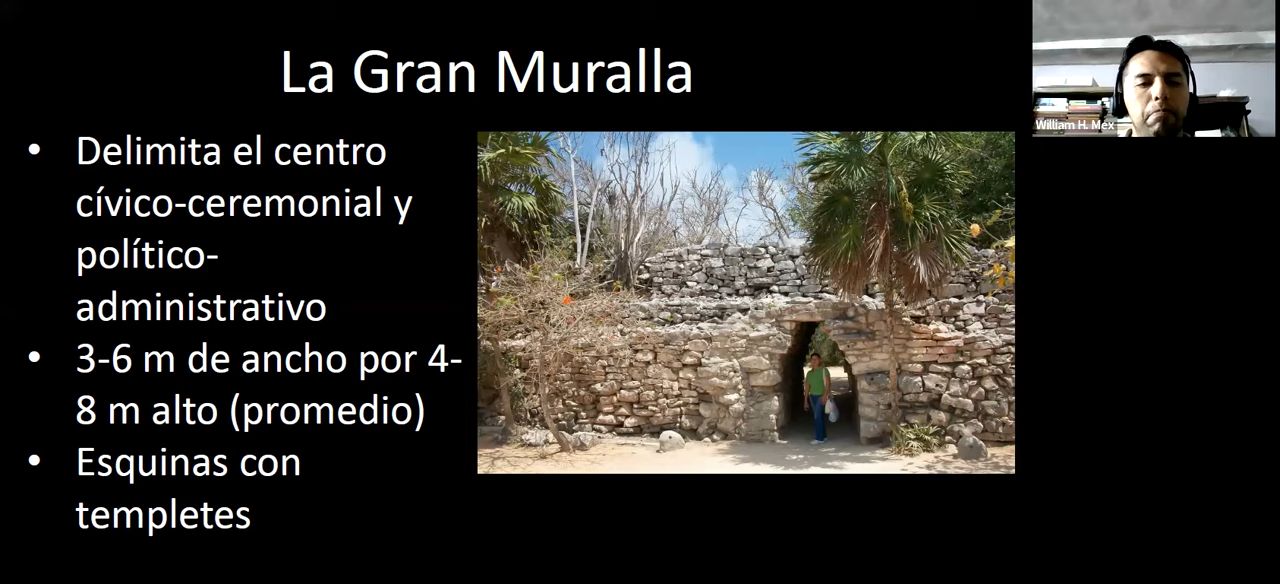 La Gran Muralla
• Delimita el centro
cívico-ceremonial y
político-
administrativo
• 3-6 m de ancho por 4-
8 m alto (promedio)
• Esquinas con
templetes
William H. Mex